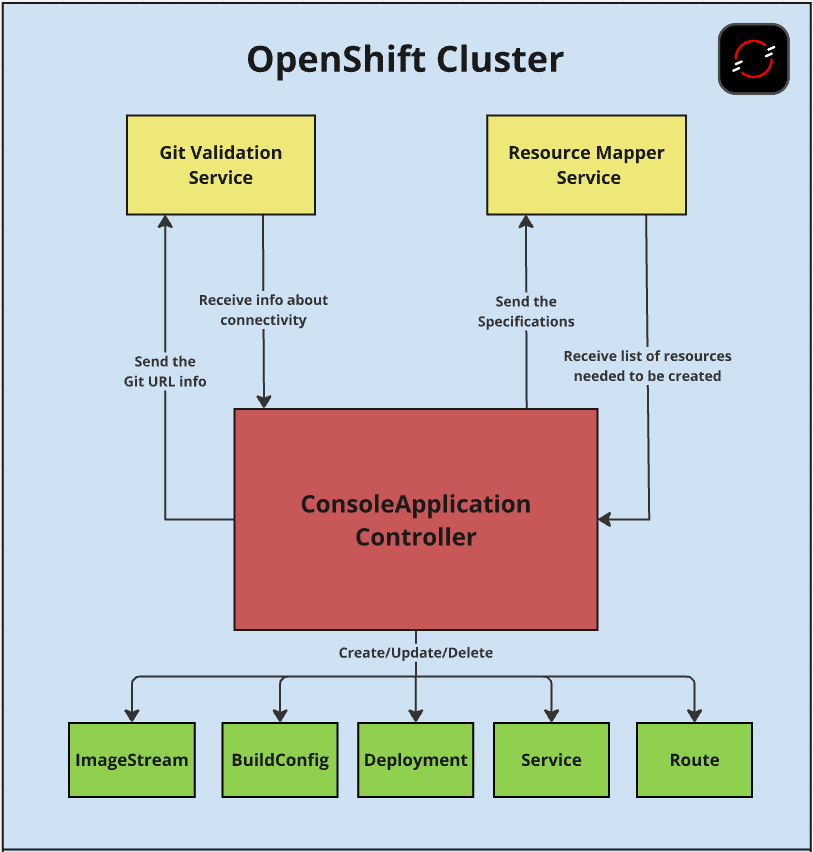 OpenShift Cluster
Git Validation
Service
Resource Mapper
Service
Receive info about
connectivity
Send the
Specifications
Send the
Git URL info
Receive list of resources
needed to be created
ConsoleApplication
Controller
Create/Update/Delete
ImageStream
BuildConfig
Deployment
Service
Route